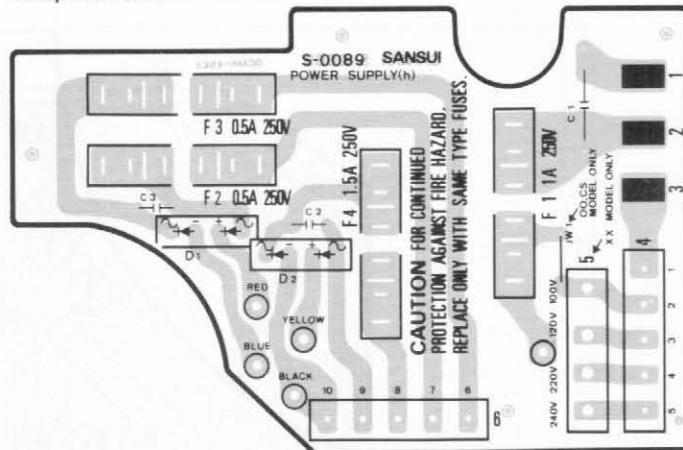 S-0089 SANSUI
POWER SUPPLY(h)
F 3 0.5A 250V
F 2 0.5A 250V
F 4 1.5A 250V
CAUTION FOR CONTINUED
PROTECTION AGAINST FIRE HAZARD,
REPLACE ONLY WITH SAME TYPE FUSES.
F 1 1A 250V
C 1
1
2
3
4
5
JW 1
OO,CS
MODEL ONLY
XX MODEL ONLY
C 3
C 2
D1
D2
- +
- +
RED
YELLOW
BLUE
BLACK
10 9 8 7 6
6
100V
120V
220V
240V
1
2
3
4
5